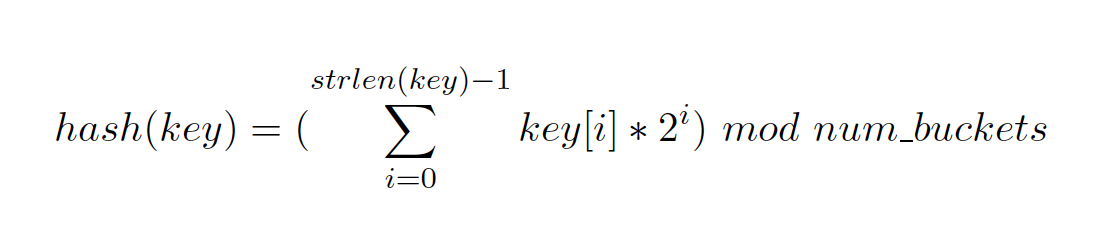 strlen(key)−1
hash(key) = ( ∑ key[i] ∗ 2^i) mod num_buckets
i=0